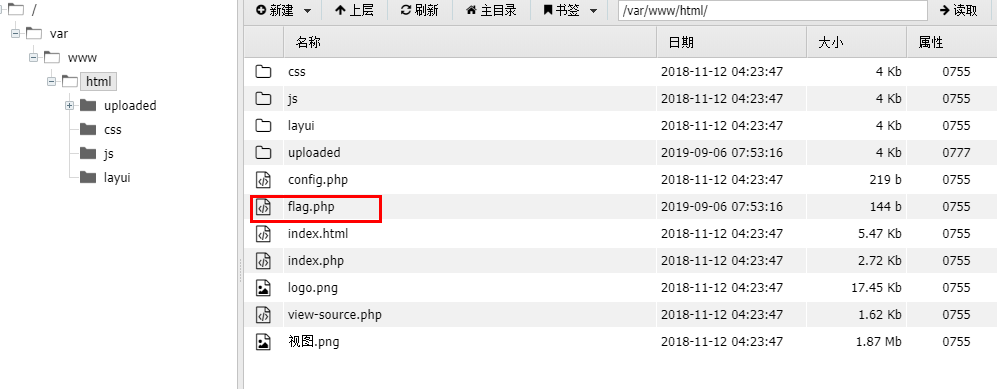 /
var
www
html
uploaded
css
js
layui
新建 上层 刷新 主目录 书签 /var/www/html/ 读取
名称 日期 大小 属性
css 2018-11-12 04:23:47 4 Kb 0755
js 2018-11-12 04:23:47 4 Kb 0755
layui 2018-11-12 04:23:47 4 Kb 0755
uploaded 2019-09-06 07:53:16 4 Kb 0777
config.php 2018-11-12 04:23:47 219 b 0755
flag.php 2019-09-06 07:53:16 144 b 0755
index.html 2018-11-12 04:23:47 5.47 Kb 0755
index.php 2018-11-12 04:23:47 2.72 Kb 0755
logo.png 2018-11-12 04:23:47 17.45 Kb 0755
view-source.php 2018-11-12 04:23:47 1.62 Kb 0755
视图.png 2018-11-12 04:23:47 1.87 Mb 0755